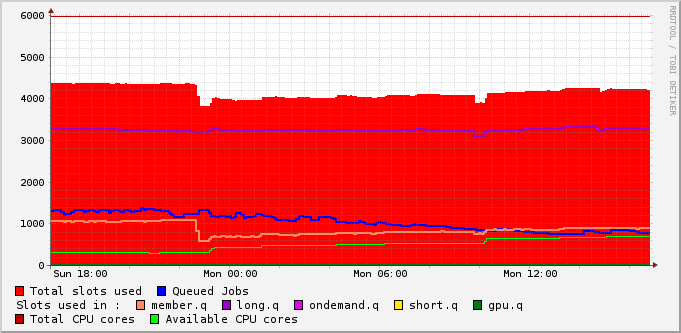 6000
5000
4000
3000
2000
1000
0
Sun 18:00 Mon 00:00 Mon 06:00 Mon 12:00
Total slots used Queued Jobs
Slots used in : member.q long.q ondemand.q short.q gpu.q
Total CPU cores Available CPU cores
RRDTOOL / TOBI OETIKER